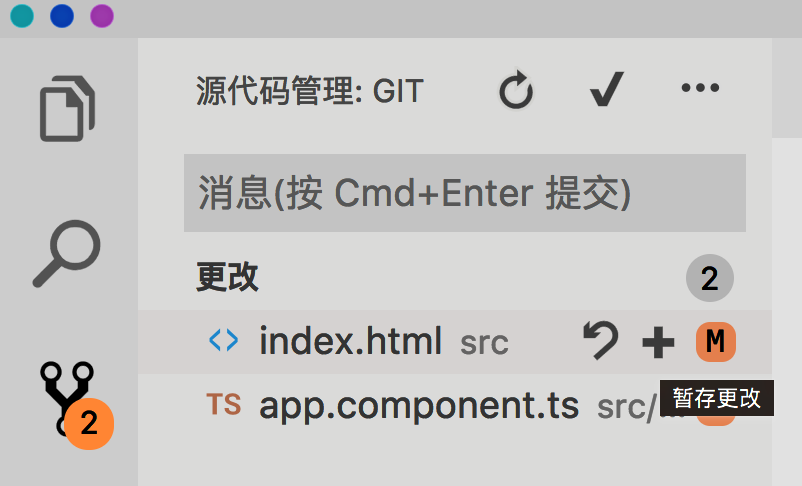 源代码管理: GIT
消息(按 Cmd+Enter 提交)
更改 2
index.html src M
TS app.component.ts src/...
暂存更改
2